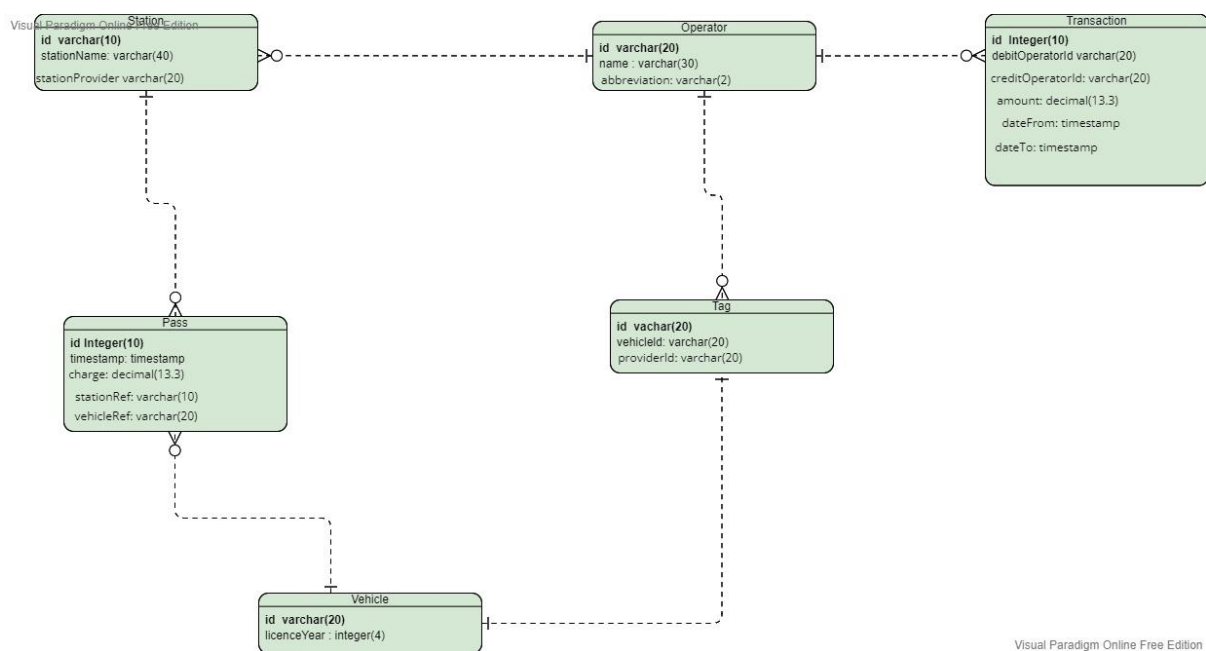 Visual Paradigm Online Free Edition
Station
id varchar(10)
stationName: varchar(40)
stationProvider varchar(20)
Operator
id varchar(20)
name : varchar(30)
abbreviation: varchar(2)
Transaction
id Integer(10)
debitOperatorId varchar(20)
creditOperatorId: varchar(20)
amount: decimal(13.3)
dateFrom: timestamp
dateTo: timestamp
Pass
id Integer(10)
timestamp: timestamp
charge: decimal(13.3)
stationRef: varchar(10)
vehicleRef: varchar(20)
Tag
id vachar(20)
vehicleId: varchar(20)
providerId: varchar(20)
Vehicle
id varchar(20)
licenceYear : integer(4)
Visual Paradigm Online Free Edition